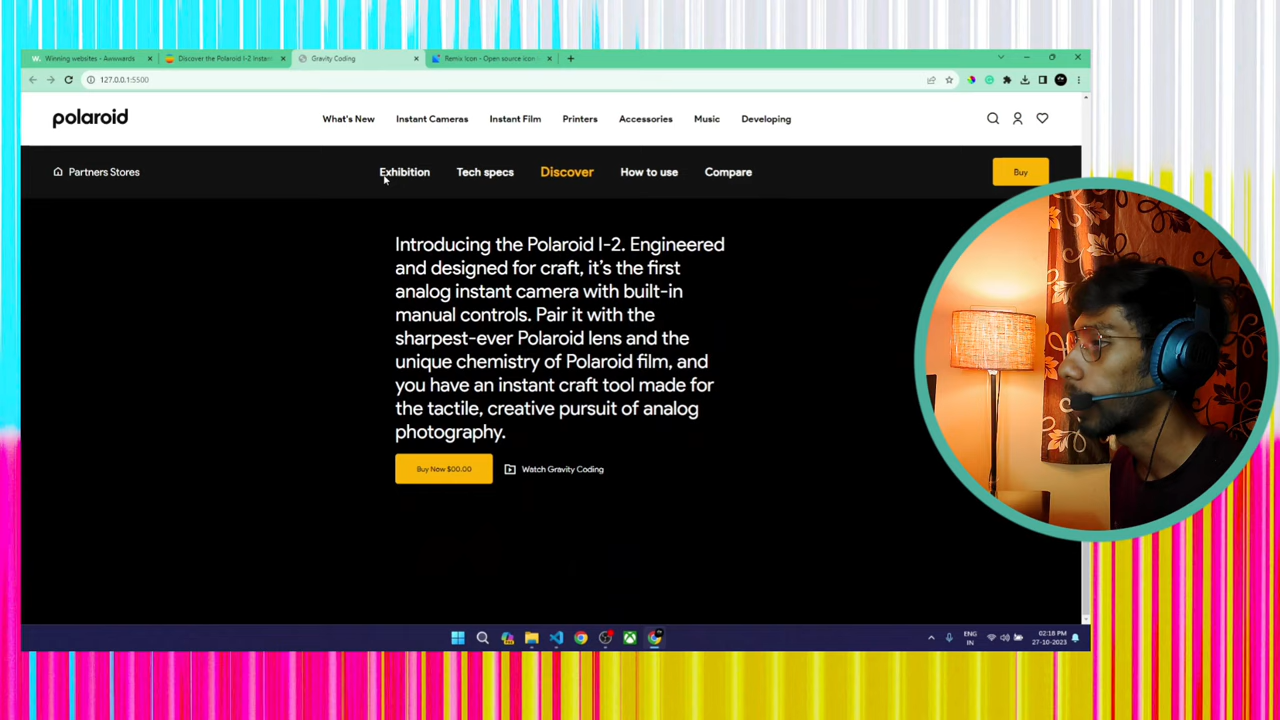 Winning websites - Awwwards
Discover the Polaroid I-2 Instan
Gravity Coding
Remix Icon - Open source icon
127.0.0.1:5500
polaroid
What's New Instant Cameras Instant Film Printers Accessories Music Developing
Partners Stores Exhibition Tech specs Discover How to use Compare Buy
Introducing the Polaroid I-2. Engineered
and designed for craft, it's the first
analog instant camera with built-in
manual controls. Pair it with the
sharpest-ever Polaroid lens and the
unique chemistry of Polaroid film, and
you have an instant craft tool made for
the tactile, creative pursuit of analog
photography.
Buy Now $00.00 Watch Gravity Coding
ENG
IN
02:18 PM
27-10-2023